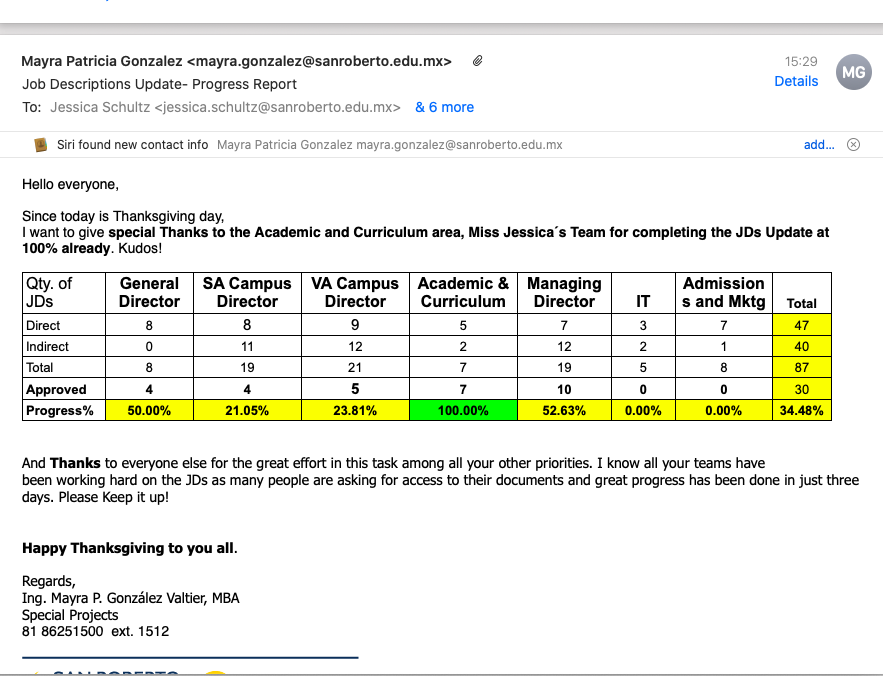 Mayra Patricia Gonzalez <mayra.gonzalez@sanroberto.edu.mx>
15:29
MG
Job Descriptions Update- Progress Report
Details
To: Jessica Schultz <jessica.schultz@sanroberto.edu.mx> & 6 more
Siri found new contact info Mayra Patricia Gonzalez mayra.gonzalez@sanroberto.edu.mx add...
Hello everyone,
Since today is Thanksgiving day,
I want to give special Thanks to the Academic and Curriculum area, Miss Jessica´s Team for completing the JDs Update at
100% already. Kudos!
Qty. of JDs General Director SA Campus Director VA Campus Director Academic & Curriculum Managing Director IT Admission s and Mktg Total
Direct 8 8 9 5 7 3 7 47
Indirect 0 11 12 2 12 2 1 40
Total 8 19 21 7 19 5 8 87
Approved 4 4 5 7 10 0 0 30
Progress% 50.00% 21.05% 23.81% 100.00% 52.63% 0.00% 0.00% 34.48%
And Thanks to everyone else for the great effort in this task among all your other priorities. I know all your teams have
been working hard on the JDs as many people are asking for access to their documents and great progress has been done in just three
days. Please Keep it up!
Happy Thanksgiving to you all.
Regards,
Ing. Mayra P. González Valtier, MBA
Special Projects
81 86251500 ext. 1512
SAN ROBERTO